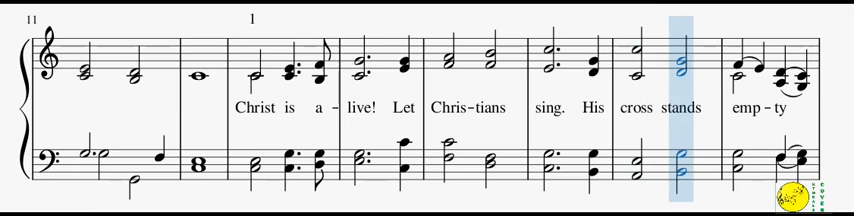 11
1
Christ is a - live! Let Chris - tians sing. His cross stands emp - ty